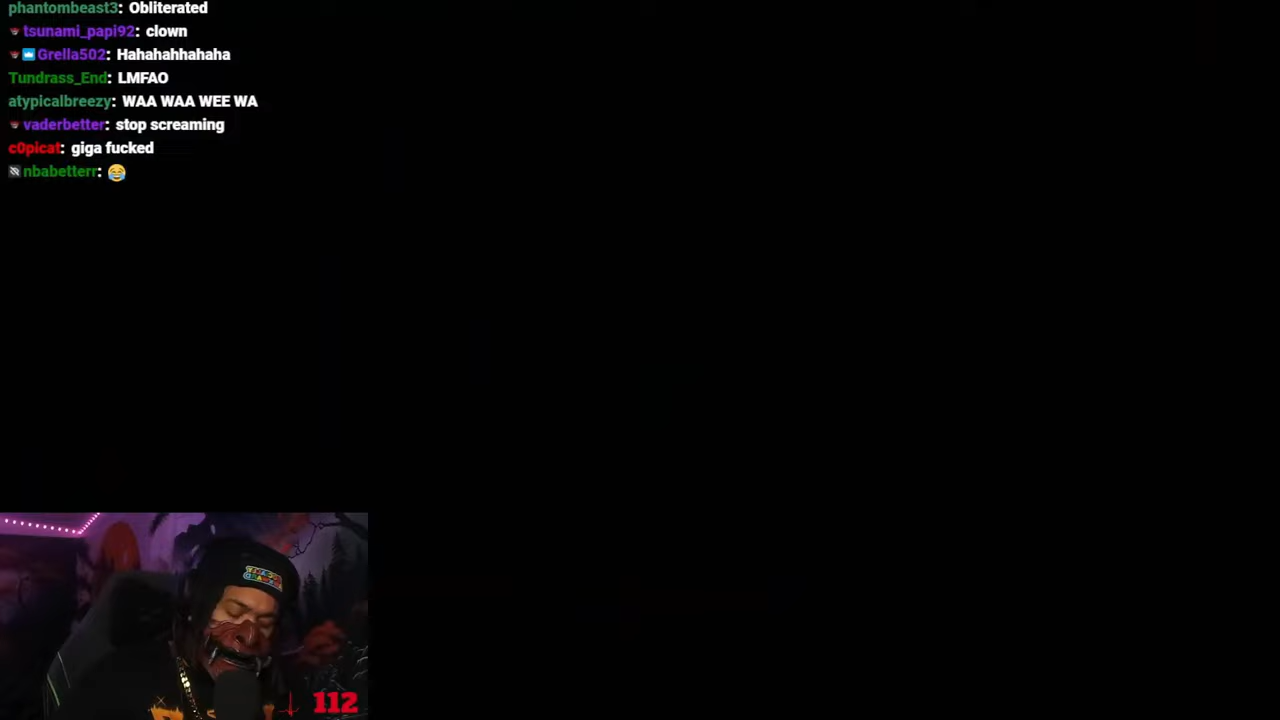 phantombeast3: Obliterated
tsunami_papi92: clown
Grella502: Hahahahhahaha
Tundrass_End: LMFAO
atypicalbreezy: WAA WAA WEE WA
vaderbetter: stop screaming
c0picat: giga fucked
nbabetterr: 😂
112